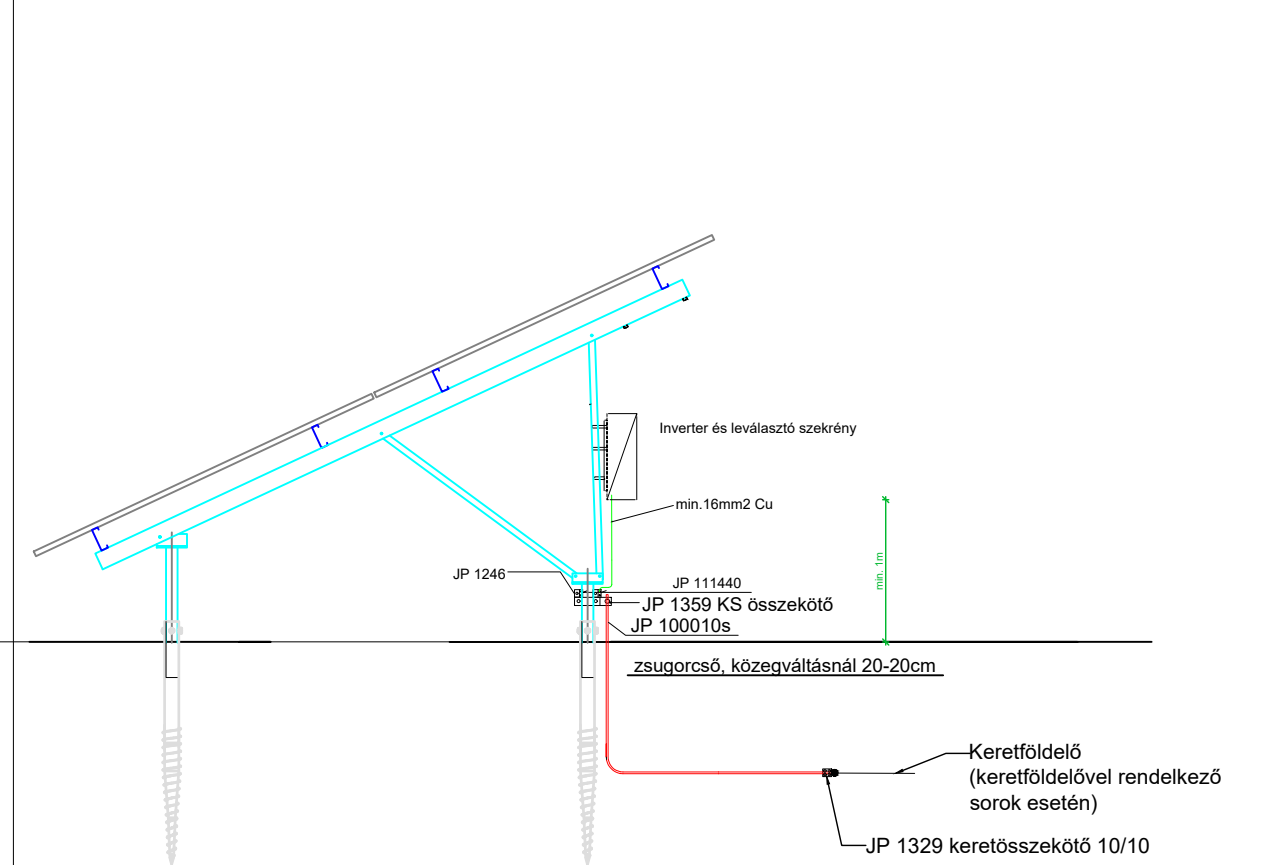 Inverter és leválasztó szekrény
min.16mm2 Cu
min. 1m
JP 1246
JP 111440
JP 1359 KS összekötő
JP 100010s
zsugorcső, közegváltásnál 20-20cm
Keretföldelő
(keretföldelővel rendelkező
sorok esetén)
JP 1329 keretösszekötő 10/10